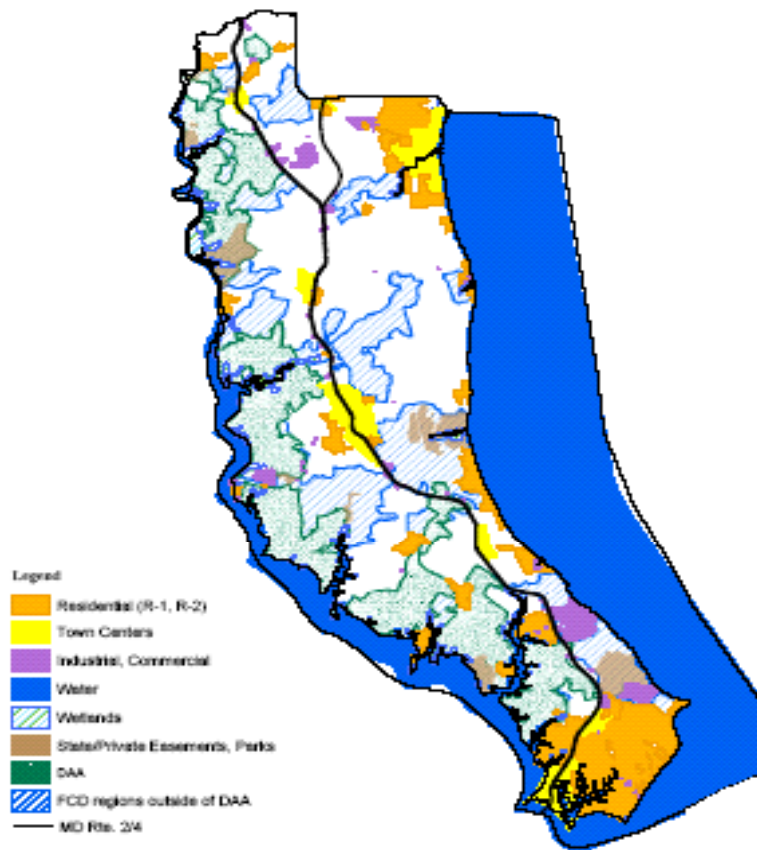 Legend
Residential (R-1, R-2)
Town Centers
Industrial, Commercial
Water
Wetlands
State/Private Easements, Parks
DAA
FCD regions outside of DAA
MD Rte. 2/4